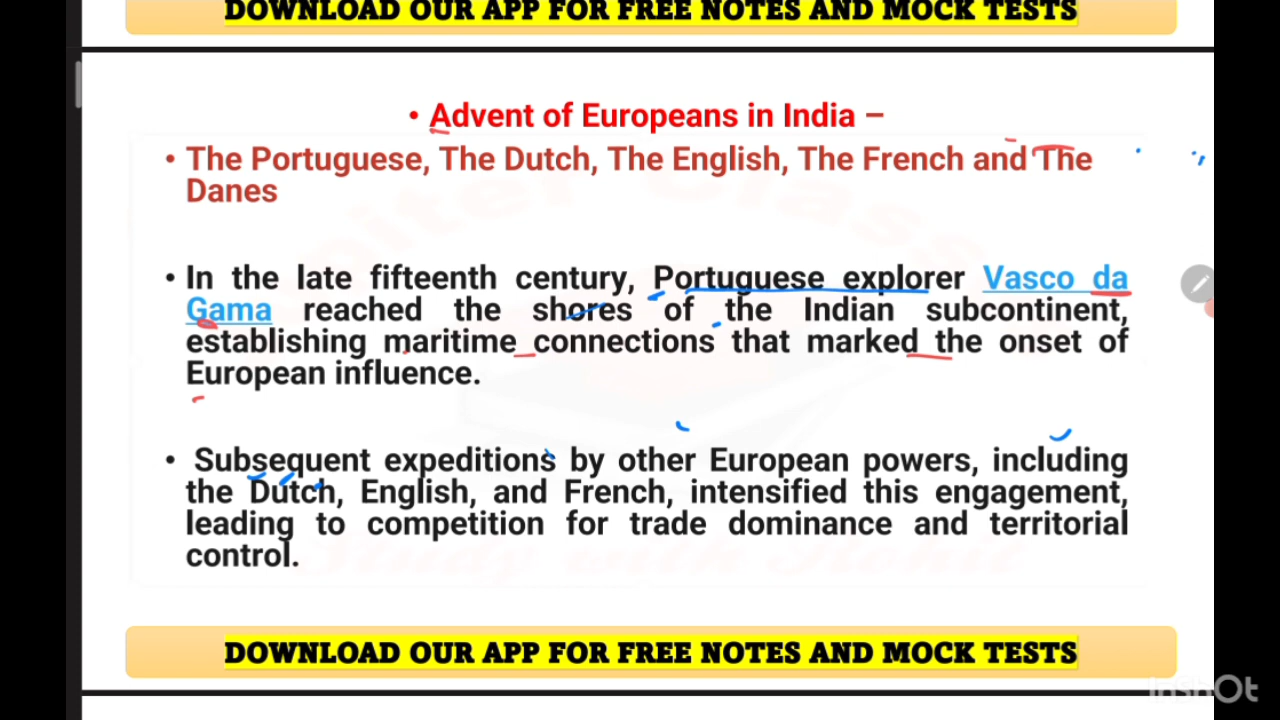 DOWNLOAD OUR APP FOR FREE NOTES AND MOCK TESTS
• Advent of Europeans in India –
• The Portuguese, The Dutch, The English, The French and The
Danes
• In the late fifteenth century, Portuguese explorer Vasco da
Gama reached the shores of the Indian subcontinent,
establishing maritime connections that marked the onset of
European influence.
• Subsequent expeditions by other European powers, including
the Dutch, English, and French, intensified this engagement,
leading to competition for trade dominance and territorial
control.
DOWNLOAD OUR APP FOR FREE NOTES AND MOCK TESTS
InShOt